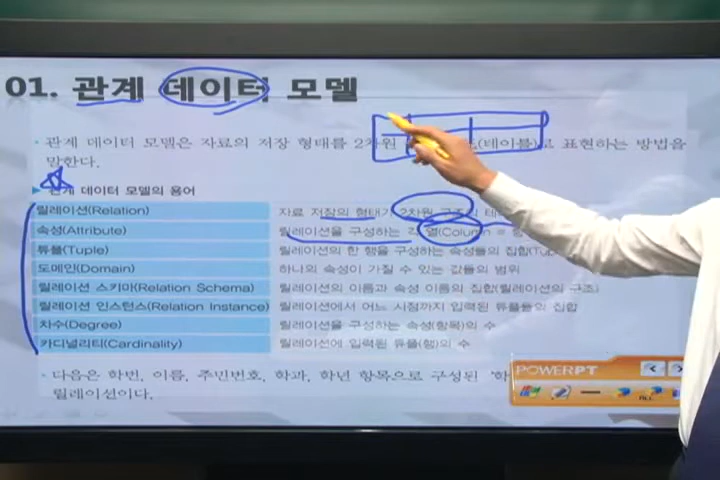 01. 관계 데이터 모델
· 관계 데이터 모델은 자료의 저장 형태를 2차원 (테이블)로 표현하는 방법을
말한다.
관계 데이터 모델의 용어
릴레이션(Relation) 자료 저장의 형태가 2차원 구조의
속성(Attribute) 릴레이션을 구성하는 각 열(Column =
튜플(Tuple) 릴레이션의 한 행을 구성하는 속성들의 집합
도메인(Domain) 하나의 속성이 가질 수 있는 값들의 범위
릴레이션 스키마(Relation Schema) 릴레이션의 이름과 속성 이름의 집합(릴레이션의 구조)
릴레이션 인스턴스(Relation Instance) 릴레이션에서 어느 시점까지 입력된 튜플들의 집합
차수(Degree) 릴레이션을 구성하는 속성(항목)의 수
카디널리티(Cardinality) 릴레이션에 입력된 튜플(행)의 수
· 다음은 학번, 이름, 주민번호, 학과, 학년 항목으로 구성된
릴레이션이다.
POWERPT